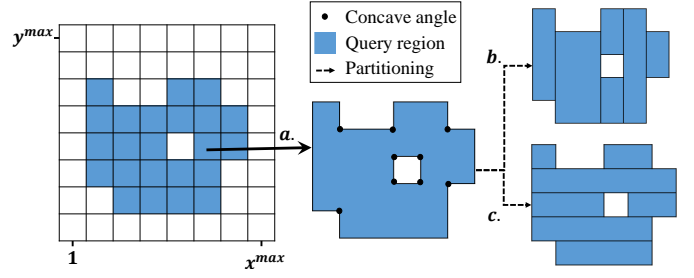 y^max
1
x^max
a.
Concave angle
Query region
Partitioning
b.
c.